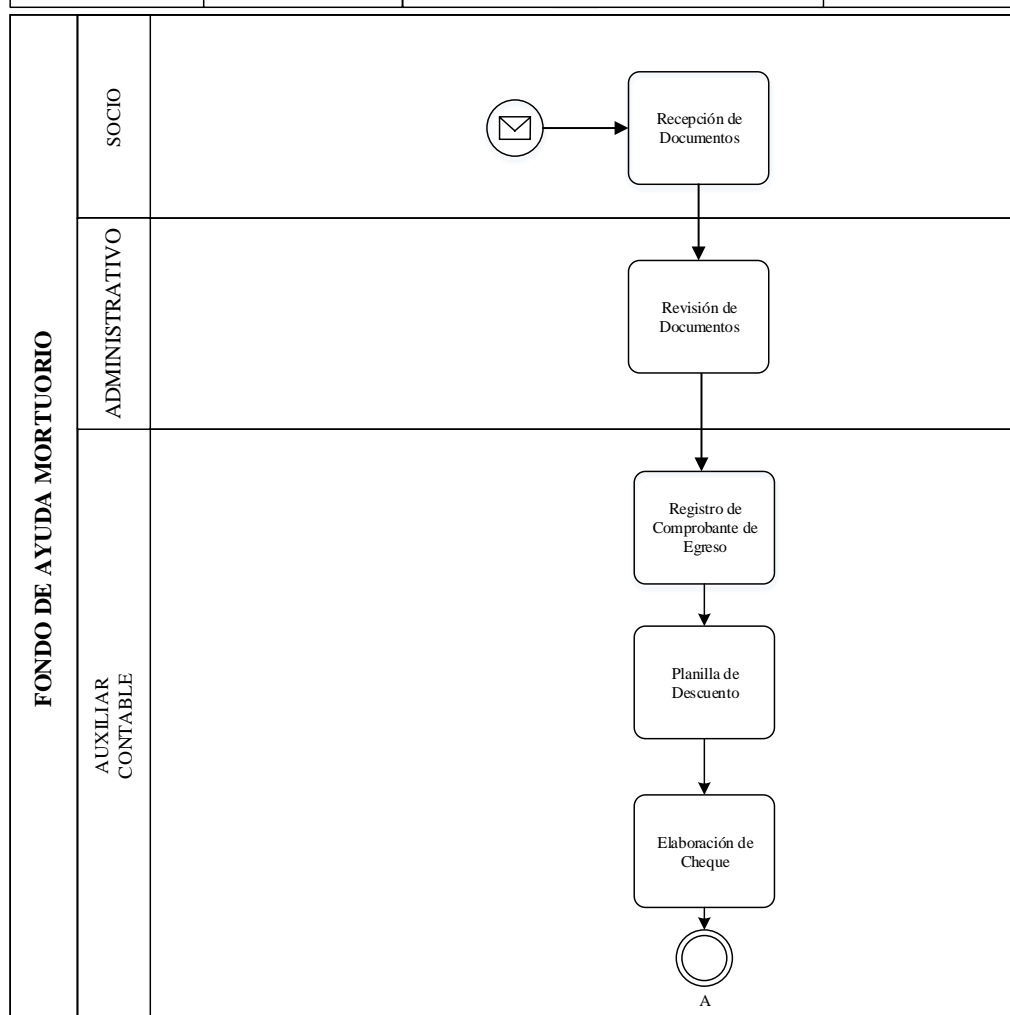 FONDO DE AYUDA MORTUORIO
SOCIO
Recepción de
Documentos
ADMINISTRATIVO
Revisión de
Documentos
AUXILIAR
CONTABLE
Registro de
Comprobante de
Egreso
Planilla de
Descuento
Elaboración de
Cheque
A